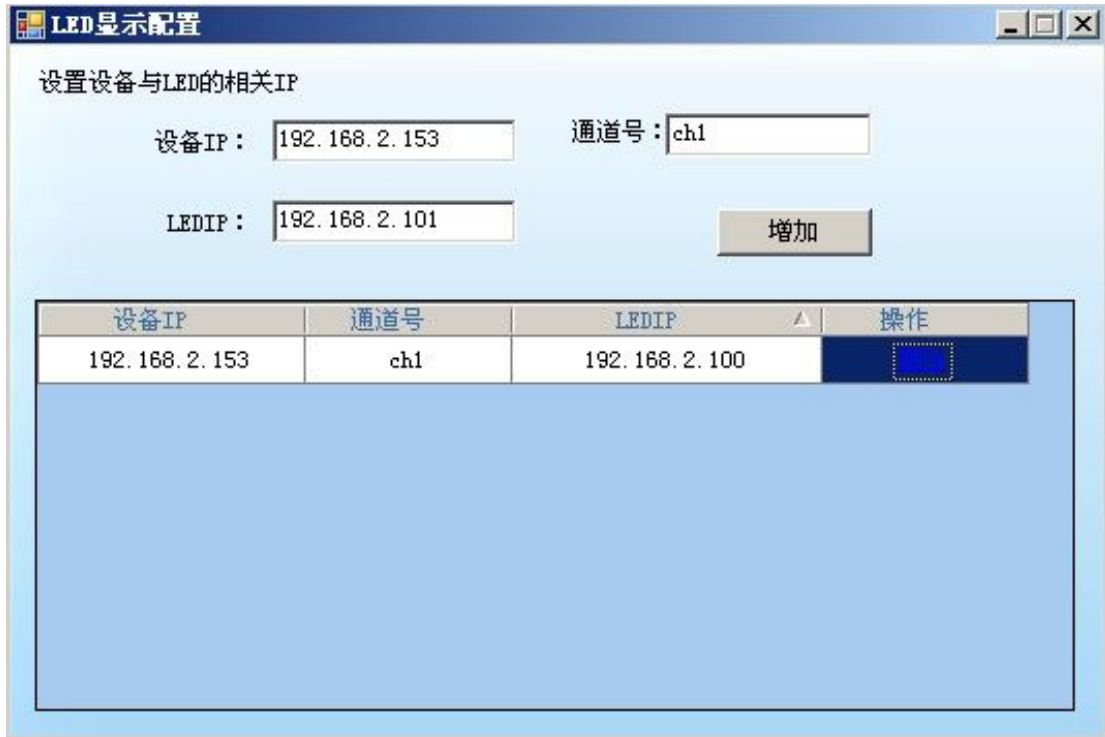 LED显示配置
设置设备与LED的相关IP
设备IP： 192.168.2.153 通道号：ch1
LEDIP： 192.168.2.101 增加
设备IP 通道号 LEDIP 操作
192.168.2.153 ch1 192.168.2.100